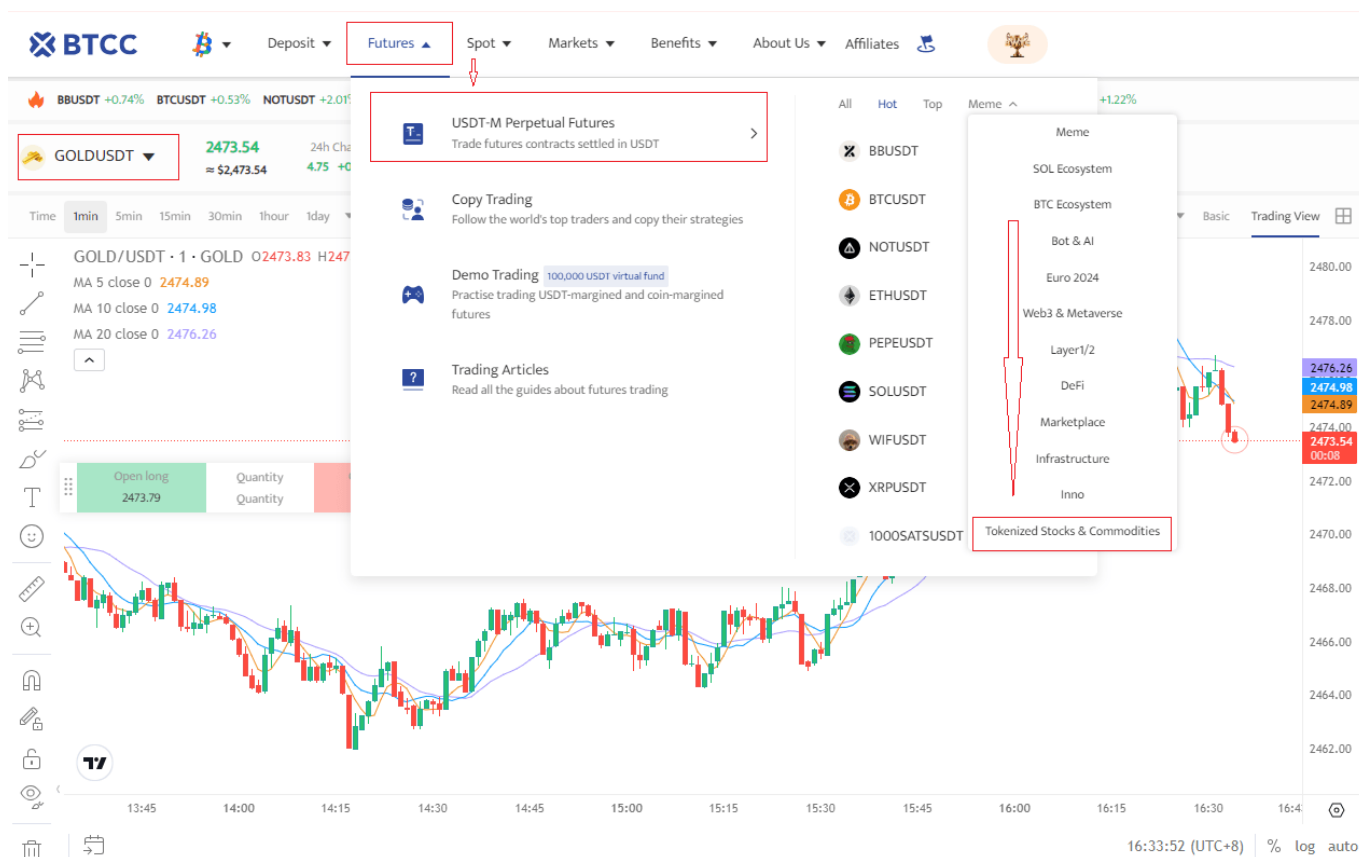 BTCC
Deposit
Futures
Spot
Markets
Benefits
About Us
Affiliates
BBUSDT +0.74% BTCUSDT +0.53% NOTUSDT +2.01%
+1.22%
GOLDUSDT
2473.54
≈ $2,473.54
24h Cha
4.75 +0
Time 1min 5min 15min 30min 1hour 1day
Basic Trading View
GOLD/USDT · 1 · GOLD O2473.83 H247
MA 5 close 0 2474.89
MA 10 close 0 2474.98
MA 20 close 0 2476.26
Open long
2473.79
Quantity
Quantity
USDT-M Perpetual Futures
Trade futures contracts settled in USDT
Copy Trading
Follow the world's top traders and copy their strategies
Demo Trading 100,000 USDT virtual fund
Practise trading USDT-margined and coin-margined
futures
Trading Articles
Read all the guides about futures trading
All Hot Top Meme
BBUSDT
BTCUSDT
NOTUSDT
ETHUSDT
PEPEUSDT
SOLUSDT
WIFUSDT
XRPUSDT
1000SATSUSDT
Meme
SOL Ecosystem
BTC Ecosystem
Bot & AI
Euro 2024
Web3 & Metaverse
Layer1/2
DeFi
Marketplace
Infrastructure
Inno
Tokenized Stocks & Commodities
2480.00
2478.00
2476.26
2474.98
2474.89
2474.00
2473.54
00:08
2472.00
2470.00
2468.00
2466.00
2464.00
2462.00
13:45 14:00 14:15 14:30 14:45 15:00 15:15 15:30 15:45 16:00 16:15 16:30 16:4
16:33:52 (UTC+8) % log auto